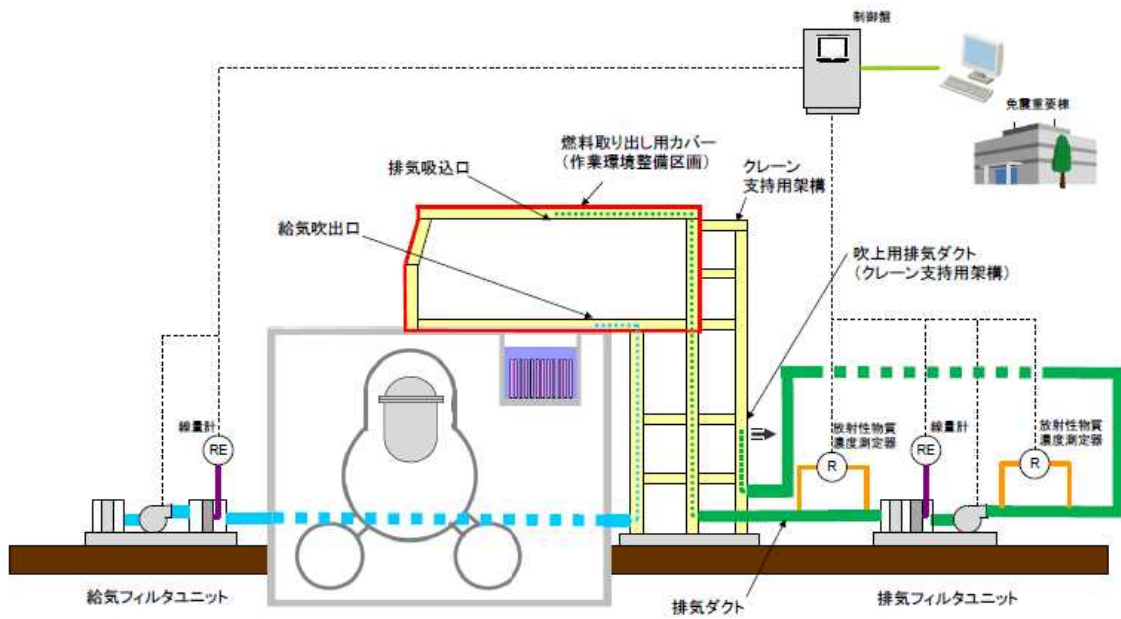 制御盤
免震重要棟
燃料取り出し用カバー
（作業環境整備区画）
排気吸込口
クレーン
支持用架構
給気吹出口
吹上用排気ダクト
（クレーン支持用架構）
線量計
RE
放射性物質
濃度測定器
R
線量計
RE
放射性物質
濃度測定器
R
給気フィルタユニット
排気ダクト
排気フィルタユニット